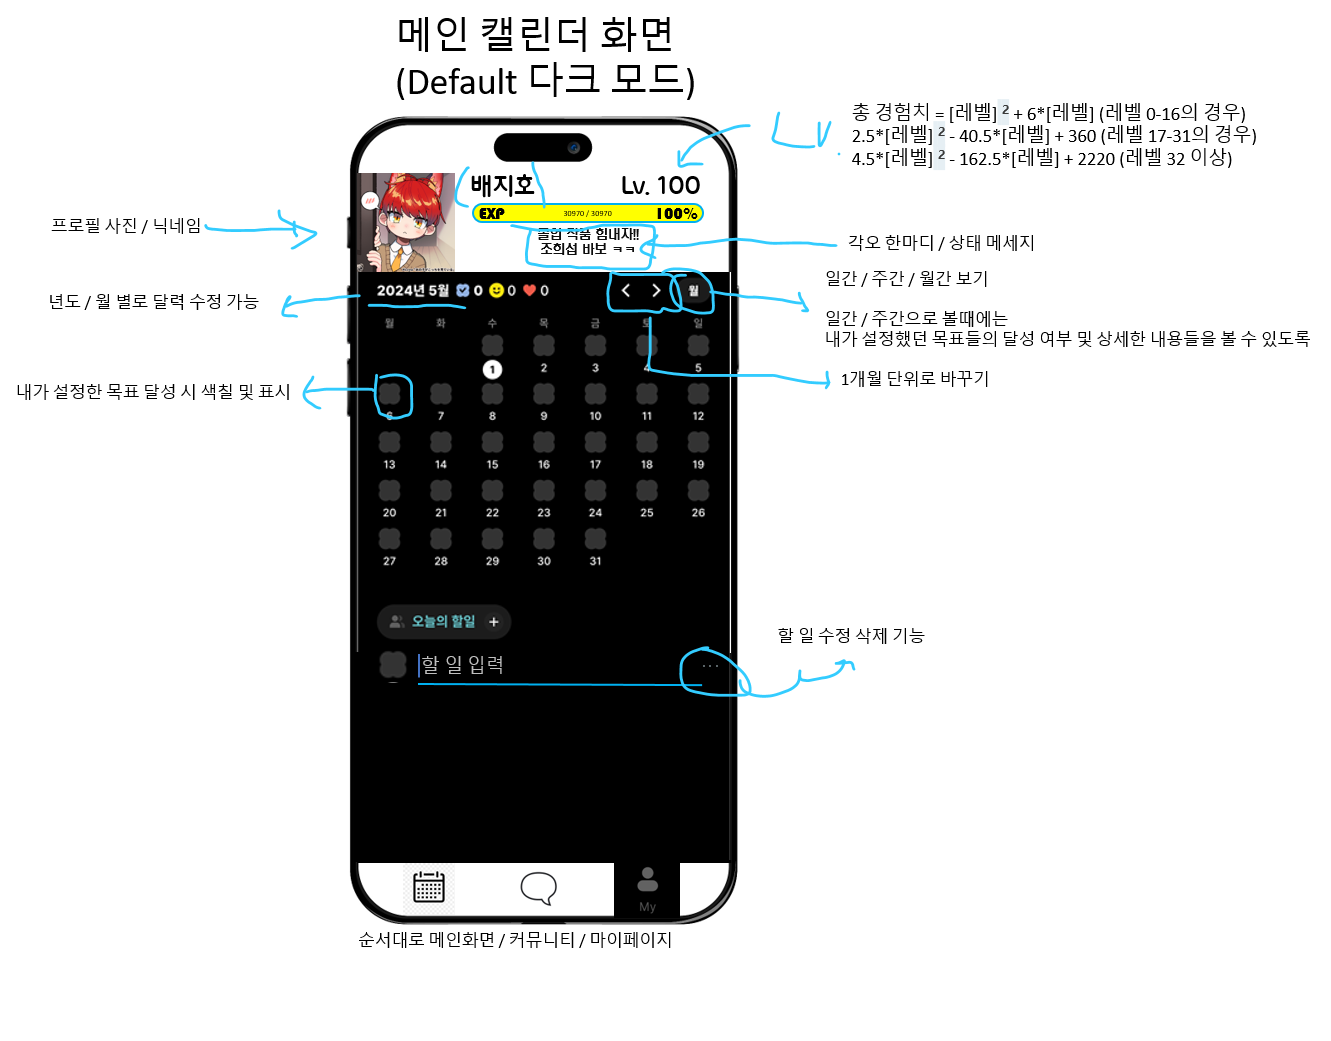 메인 캘린더 화면
(Default 다크 모드)
총 경험치 = [레벨] ² + 6*[레벨] (레벨 0-16의 경우)
2.5*[레벨] ² - 40.5*[레벨] + 360 (레벨 17-31의 경우)
4.5*[레벨] ² - 162.5*[레벨] + 2220 (레벨 32 이상)
LV
배지호
Lv. 100
EXP
30970 / 30970
100%
졸업 작품 힘내자!!
조희섭 바보 ㅋㅋ
프로필 사진 / 닉네임
각오 한마디 / 상태 메세지
일간 / 주간 / 월간 보기
년도 / 월 별로 달력 수정 가능
2024년 5월 0 0 0
월
일간 / 주간으로 볼때에는
내가 설정했던 목표들의 달성 여부 및 상세한 내용들을 볼 수 있도록
월 화 수 목 금 토 일
1 2 3 4 5
1개월 단위로 바꾸기
내가 설정한 목표 달성 시 색칠 및 표시
6 7 8 9 10 11 12
13 14 15 16 17 18 19
20 21 22 23 24 25 26
27 28 29 30 31
오늘의 할일 +
할 일 수정 삭제 기능
할 일 입력
...
My
순서대로 메인화면 / 커뮤니티 / 마이페이지